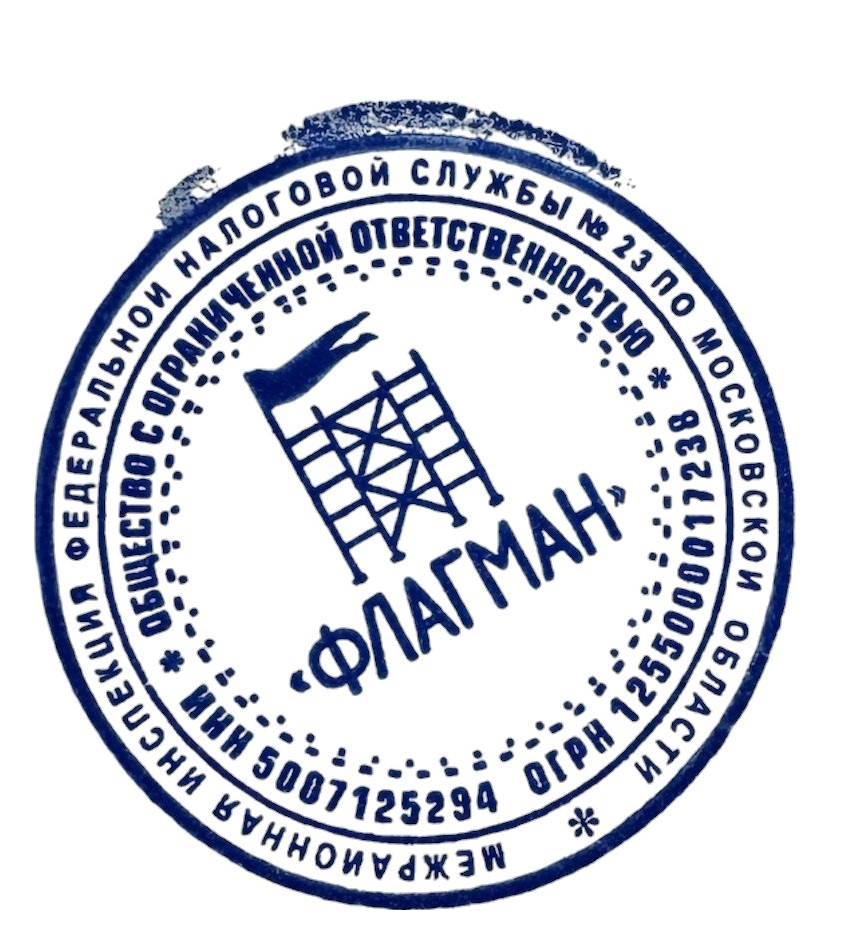 МЕЖРАЙОННАЯ ИНСПЕКЦИЯ ФЕДЕРАЛЬНОЙ НАЛОГОВОЙ СЛУЖБЫ № 23 ПО МОСКОВСКОЙ ОБЛАСТИ *
* ОБЩЕСТВО С ОГРАНИЧЕННОЙ ОТВЕТСТВЕННОСТЬЮ *
ИНН 5007125294 ОГРН 1255000017238
«ФЛАГМАН»